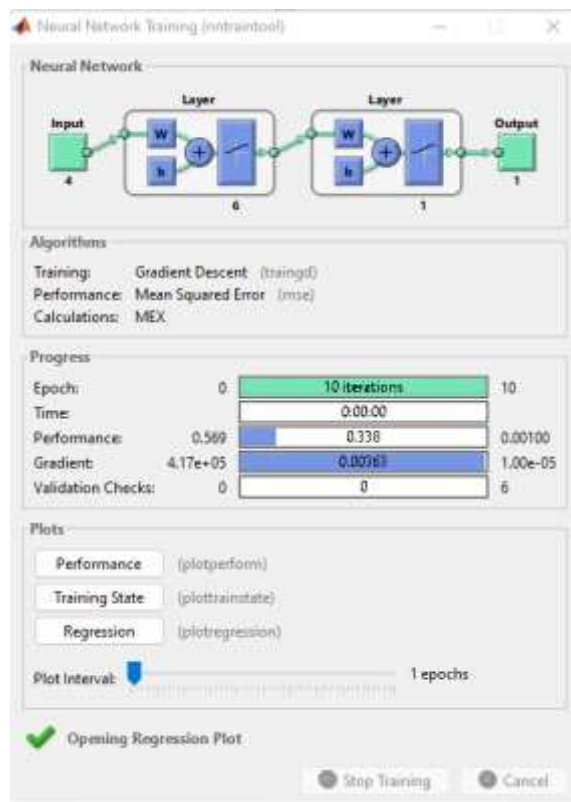 Neural Network Training (nntraintool)
Neural Network
Layer Layer
Input Output
W W
b b
4 1
6 1
Algorithms
Training: Gradient Descent (traingd)
Performance: Mean Squared Error (mse)
Calculations: MEX
Progress
Epoch: 0 10 iterations 10
Time: 0:00:00
Performance: 0.569 0.338 0.00100
Gradient: 4.17e+05 0.00363 1.00e-05
Validation Checks: 0 0 6
Plots
Performance (plotperform)
Training State (plottrainstate)
Regression (plotregression)
Plot Interval: 1 epochs
Opening Regression Plot
Stop Training Cancel